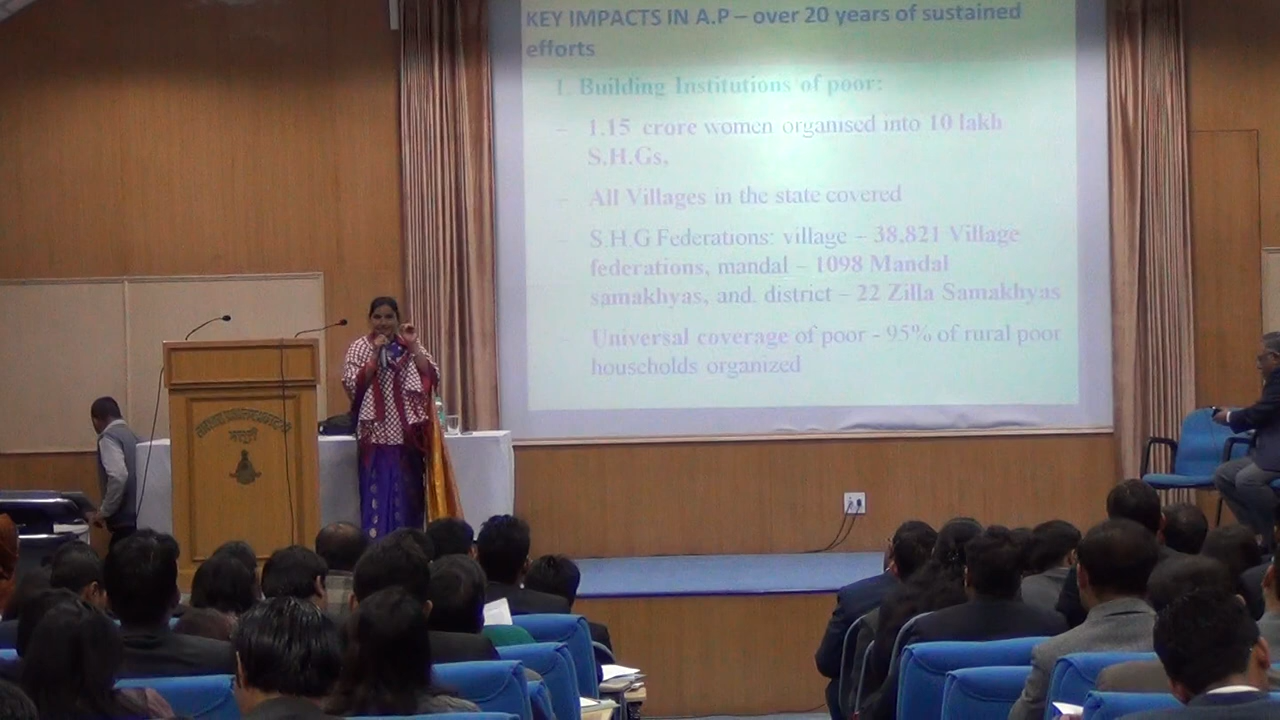 KEY IMPACTS IN A.P – over 20 years of sustained
efforts
1. Building Institutions of poor:
– 1.15 crore women organised into 10 lakh
S.H.Gs,
– All Villages in the state covered
– S.H.G Federations: village – 38,821 Village
federations, mandal – 1098 Mandal
samakhyas, and, district – 22 Zilla Samakhyas
– Universal coverage of poor - 95% of rural poor
households organized
मसूरी